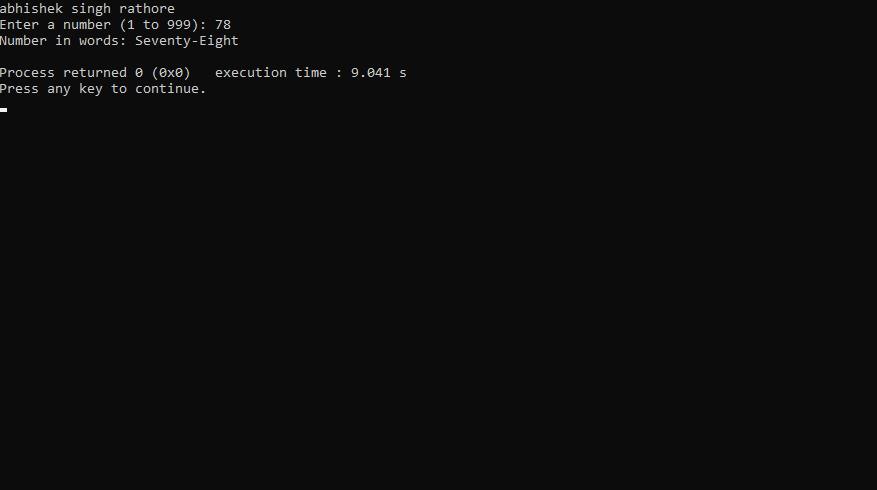 abhishek singh rathore
Enter a number (1 to 999): 78
Number in words: Seventy-Eight
Process returned 0 (0x0)   execution time : 9.041 s
Press any key to continue.